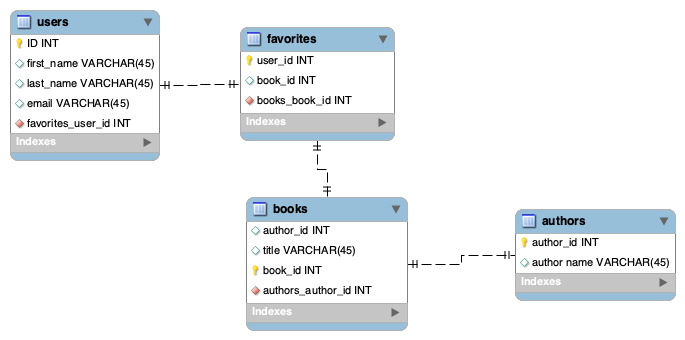 users
ID INT
first_name VARCHAR(45)
last_name VARCHAR(45)
email VARCHAR(45)
favorites_user_id INT
Indexes
favorites
user_id INT
book_id INT
books_book_id INT
Indexes
books
author_id INT
title VARCHAR(45)
book_id INT
authors_author_id INT
Indexes
authors
author_id INT
author name VARCHAR(45)
Indexes